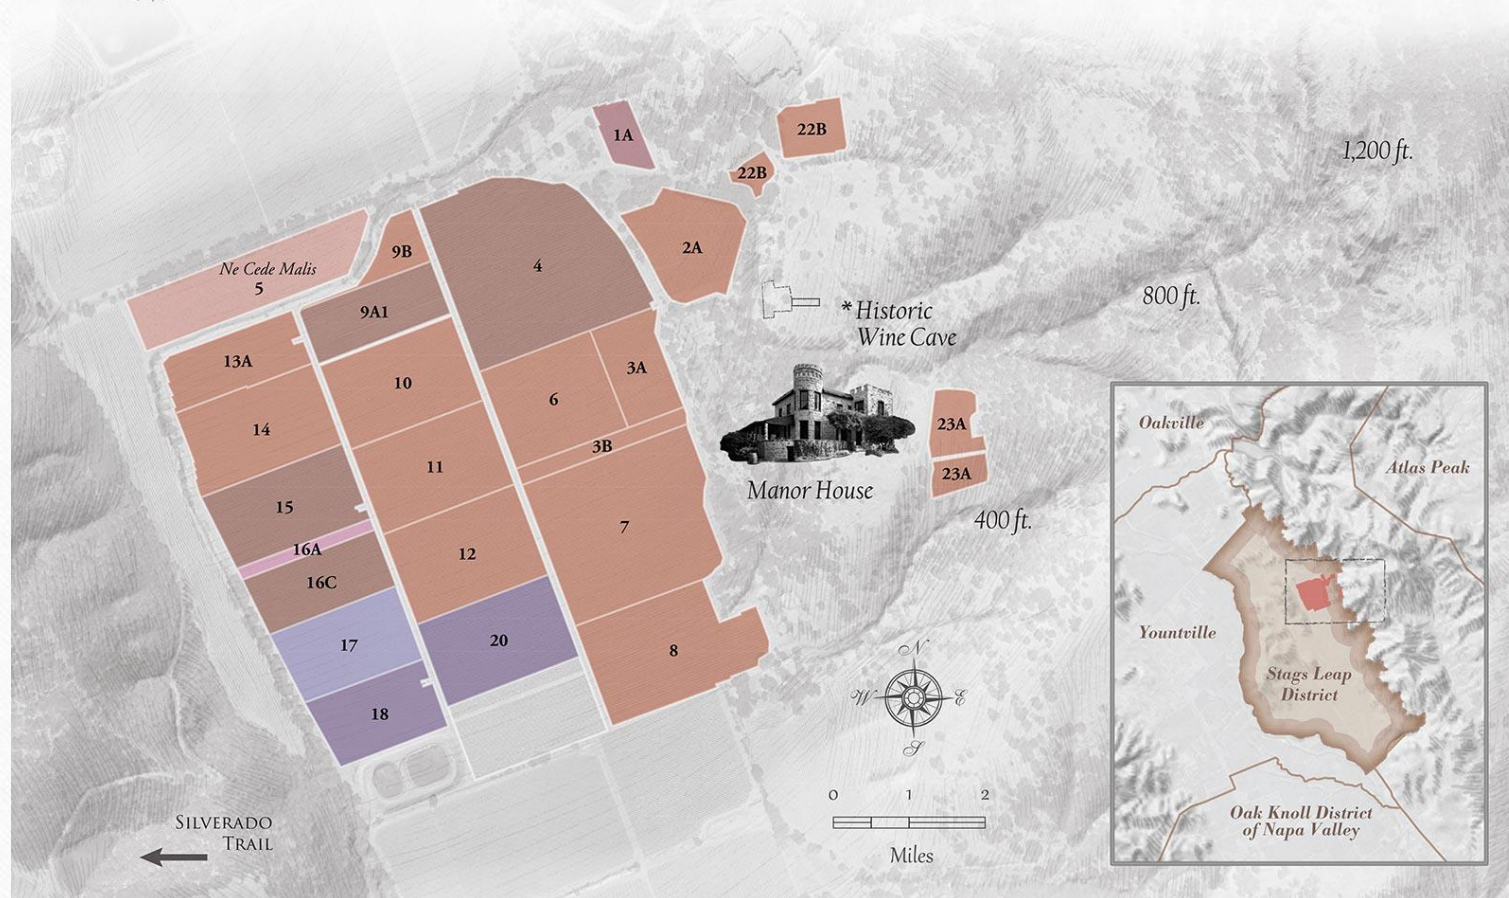 1A
22B
22B
1,200 ft.
2A
9B
4
Ne Cede Malis
5
9A1
800 ft.
*Historic
Wine Cave
13A
10
6
3A
14
11
3B
23A
23A
Manor House
400 ft.
15
16A
16C
12
7
17
20
8
18
N
W
E
S
0 1 2
Miles
SILVERADO
TRAIL
Oakville
Atlas Peak
Yountville
Stags Leap
District
Oak Knoll District
of Napa Valley